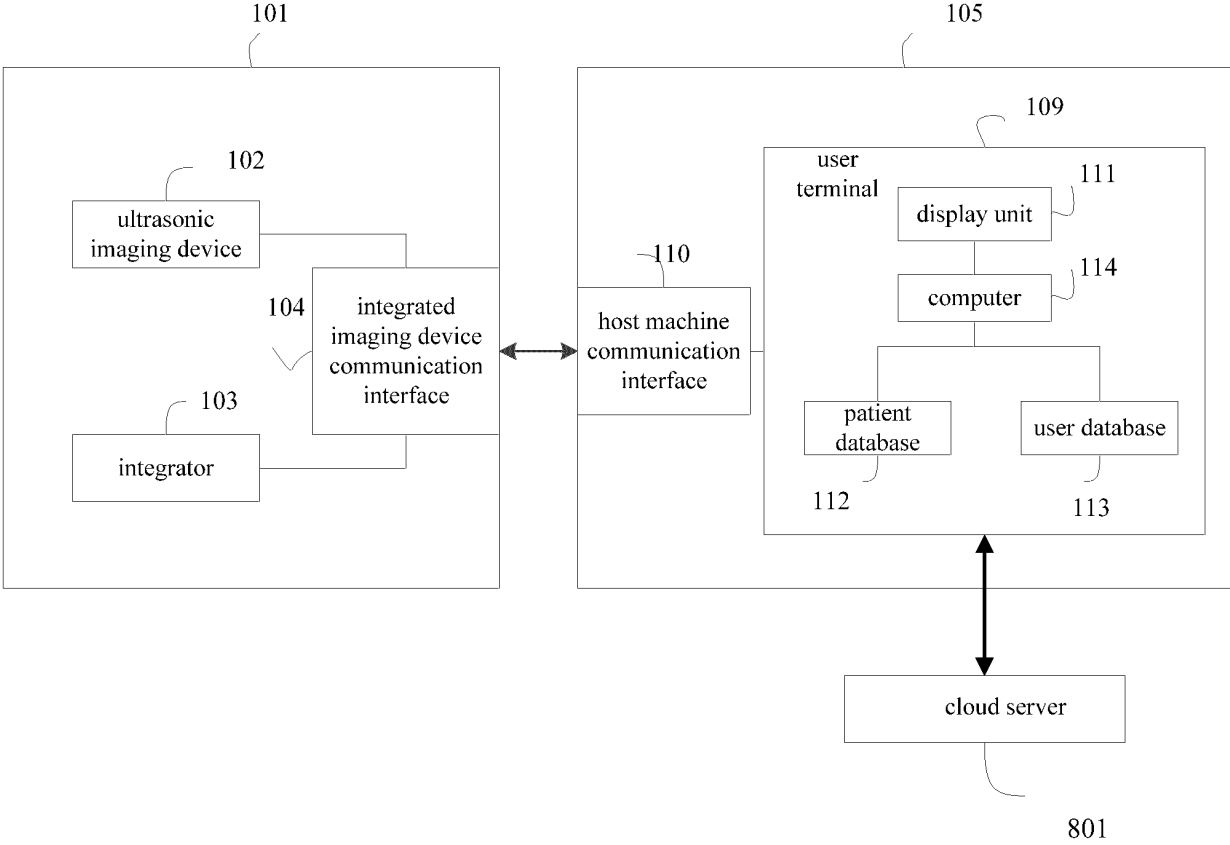 101
105
109
102
user
terminal
111
ultrasonic
imaging device
display unit
110
114
104
integrated
imaging device
communication
interface
host machine
communication
interface
computer
103
patient
database
user database
integrator
112
113
cloud server
801